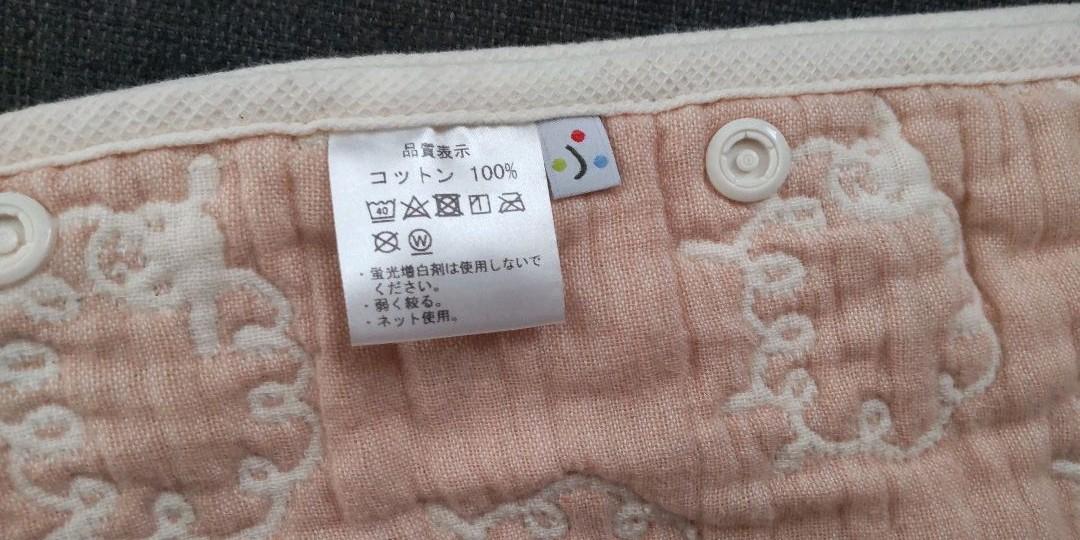 品質表示
コットン 100%
40
W
・蛍光増白剤は使用しないで
ください。
・弱く絞る。
・ネット使用。